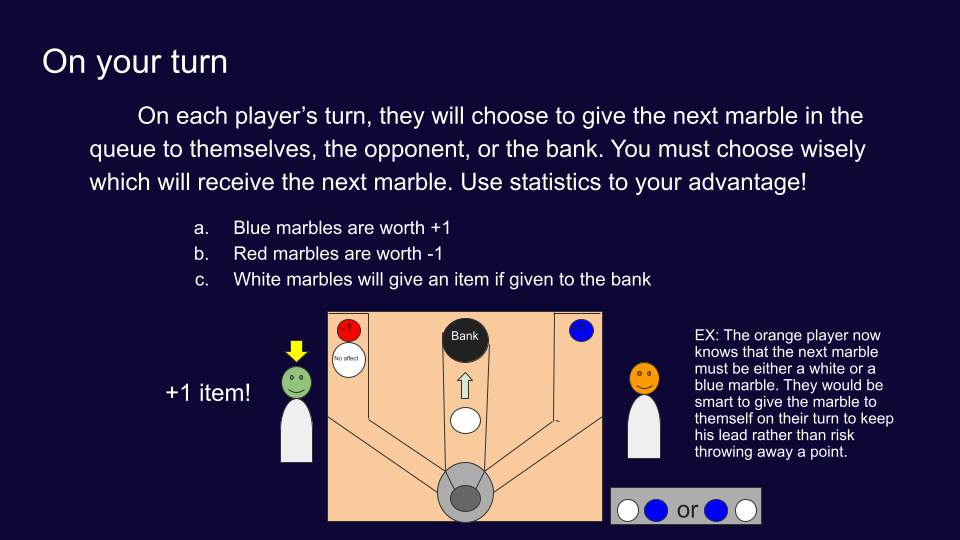 On your turn
On each player’s turn, they will choose to give the next marble in the
queue to themselves, the opponent, or the bank. You must choose wisely
which will receive the next marble. Use statistics to your advantage!
a. Blue marbles are worth +1
b. Red marbles are worth -1
c. White marbles will give an item if given to the bank
-1
Bank
No affect
+1 item!
EX: The orange player now
knows that the next marble
must be either a white or a
blue marble. They would be
smart to give the marble to
themself on their turn to keep
his lead rather than risk
throwing away a point.
or